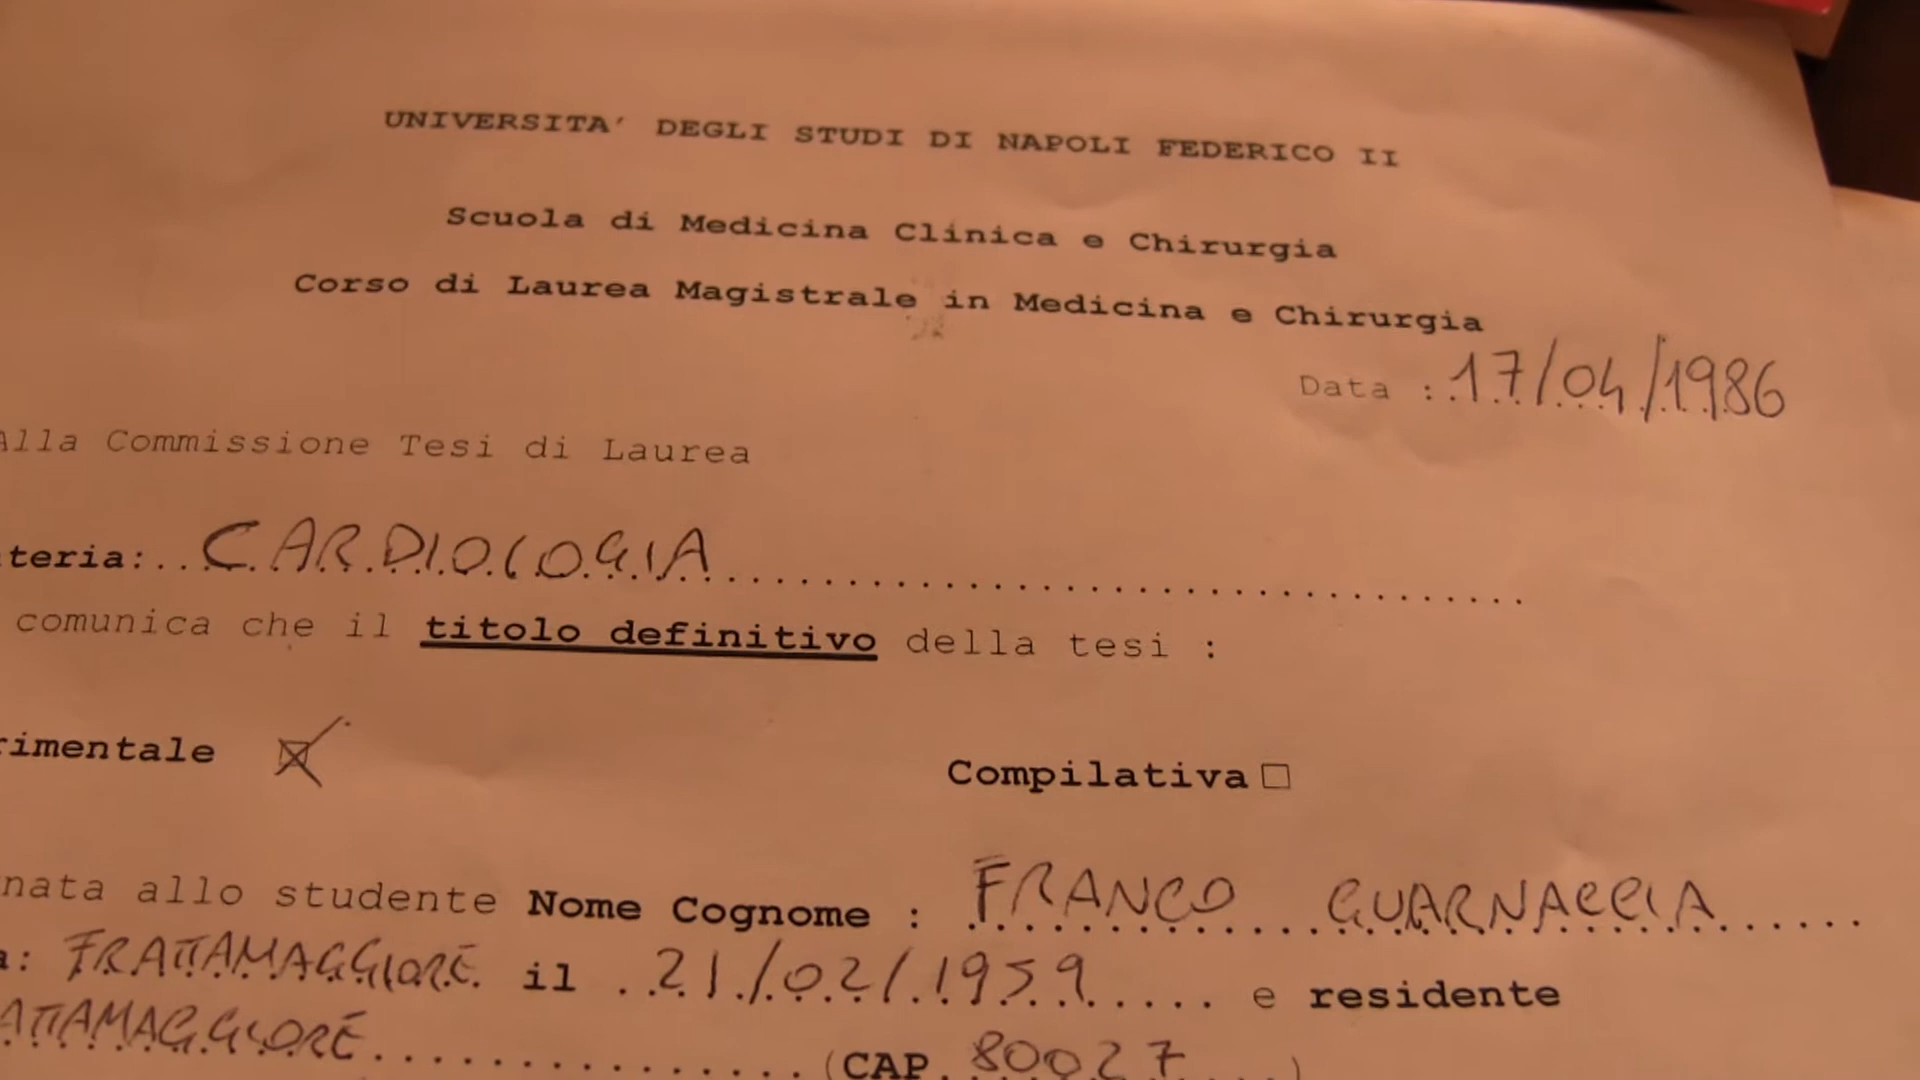 UNIVERSITA' DEGLI STUDI DI NAPOLI FEDERICO II
Scuola di Medicina Clinica e Chirurgia
Corso di Laurea Magistrale in Medicina e Chirurgia
Data : 17/04/1986
Alla Commissione Tesi di Laurea
teria:..CARDIOLOGIA..............................
comunica che il titolo definitivo della tesi :
rimentale ☒ Compilativa □
nata allo studente Nome Cognome : FRANCO GUARNACCIA.....
a: FRATTAMAGGIORE il ..21/02/1959..... e residente
ATTAMAGGIORE...............(CAP 80027)